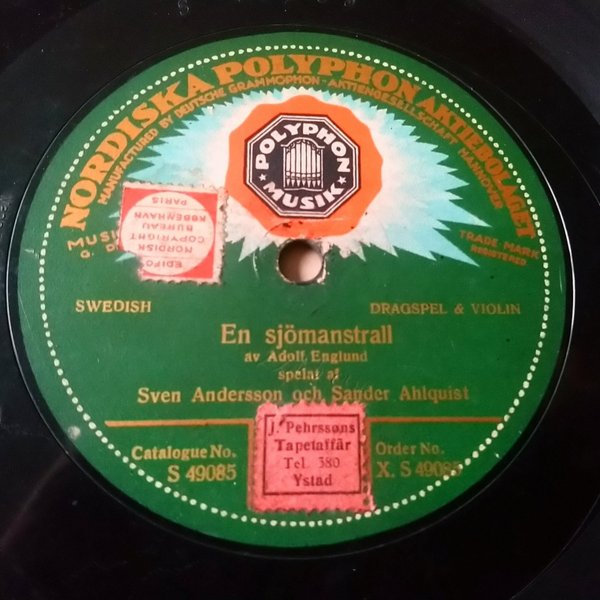 NORDISKA POLYPHON AKTIEBOLAGET
MANUFACTURED BY DEUTSCHE GRAMMOPHON-AKTIENGESELLSCHAFT HANNOVER
POLYPHON
MUSIK
EDIFO
NORDISK
COPYRIGHT
BUREAU
KØBENHAVN
PARIS
TRADE-MARK
REGISTERED
SWEDISH
DRAGSPEL & VIOLIN
En sjömanstrall
av Adolf Englund
spelat af
Sven Andersson och Sander Ahlquist
J. Pehrssons
Tapetaffär
Tel. 380
Ystad
Catalogue No.
S 49085
Order No.
X. S 49085